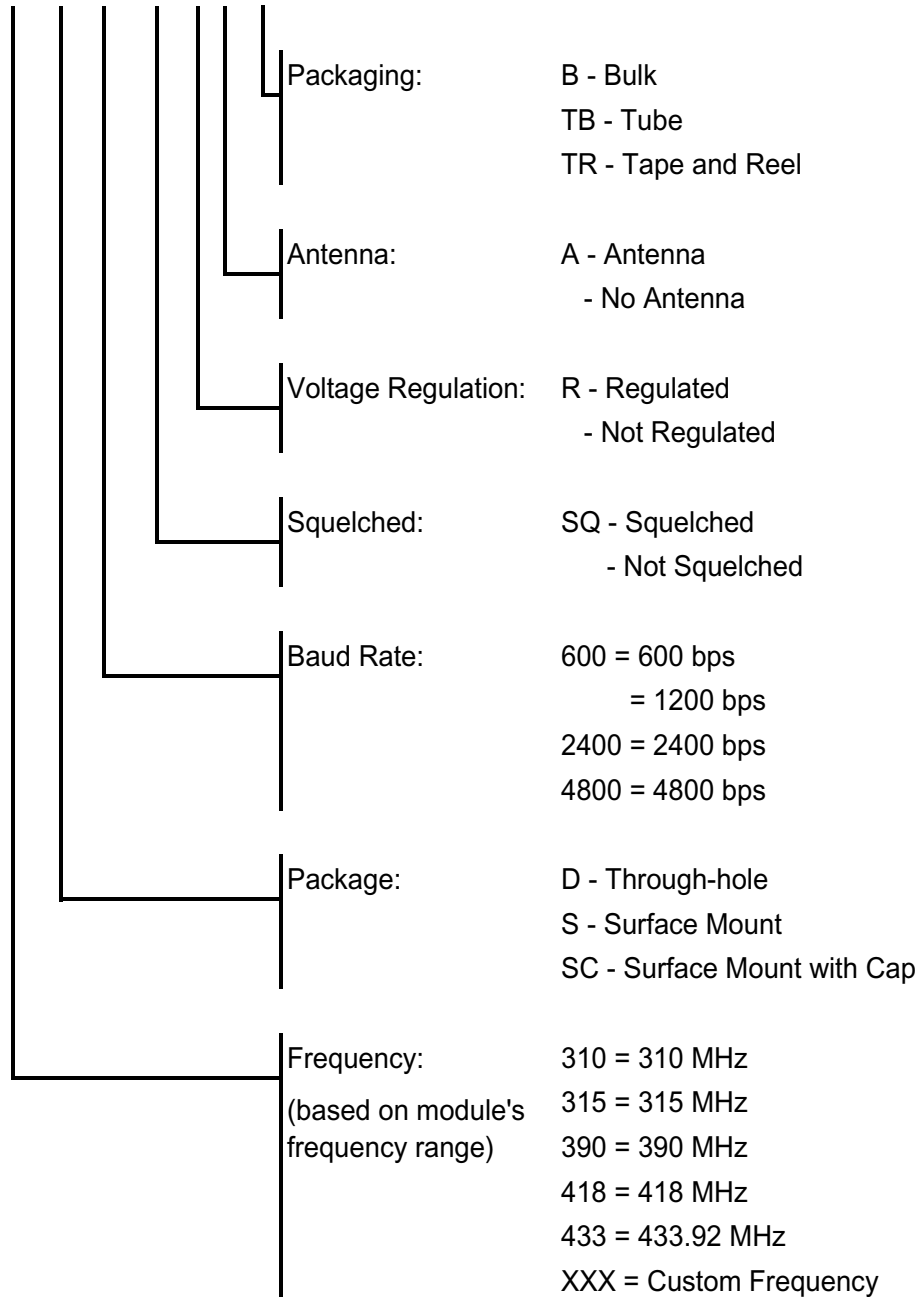 Packaging: B - Bulk
TB - Tube
TR - Tape and Reel
Antenna: A - Antenna
- No Antenna
Voltage Regulation: R - Regulated
- Not Regulated
Squelched: SQ - Squelched
- Not Squelched
Baud Rate: 600 = 600 bps
= 1200 bps
2400 = 2400 bps
4800 = 4800 bps
Package: D - Through-hole
S - Surface Mount
SC - Surface Mount with Cap
Frequency: 310 = 310 MHz
(based on module's 315 = 315 MHz
frequency range) 390 = 390 MHz
418 = 418 MHz
433 = 433.92 MHz
XXX = Custom Frequency